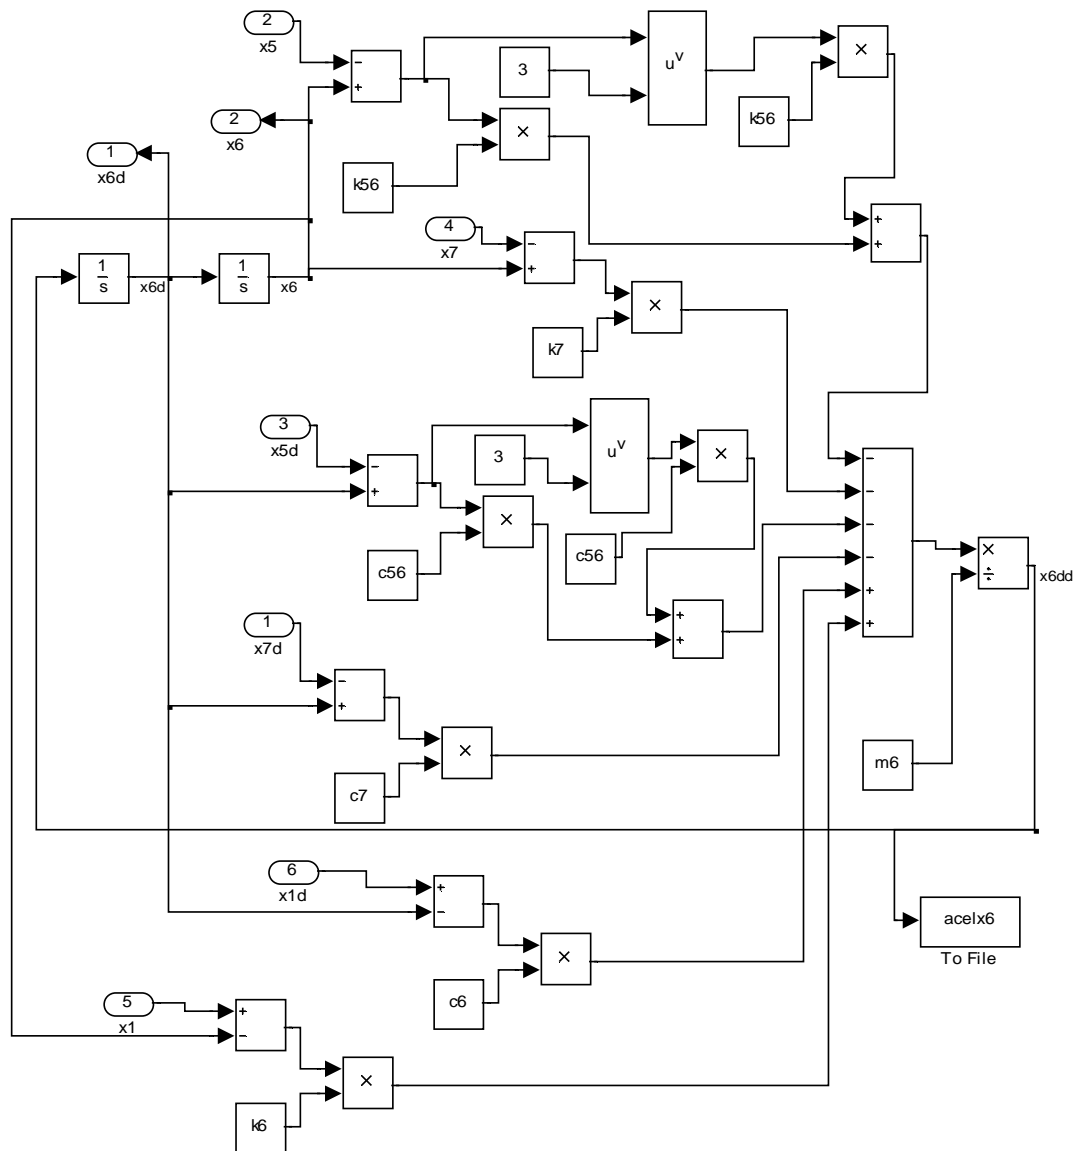 2
x5
−
+
3
u^v
×
k56
2
x6
×
k56
1
x6d
+
+
4
x7
−
+
1
s
x6d
1
s
x6
×
k7
3
x5d
−
+
3
u^v
×
×
c56
c56
−
−
−
−
+
+
×
÷
x6dd
+
+
1
x7d
−
+
×
c7
m6
6
x1d
+
−
×
c6
acelx6
To File
5
x1
+
−
×
k6